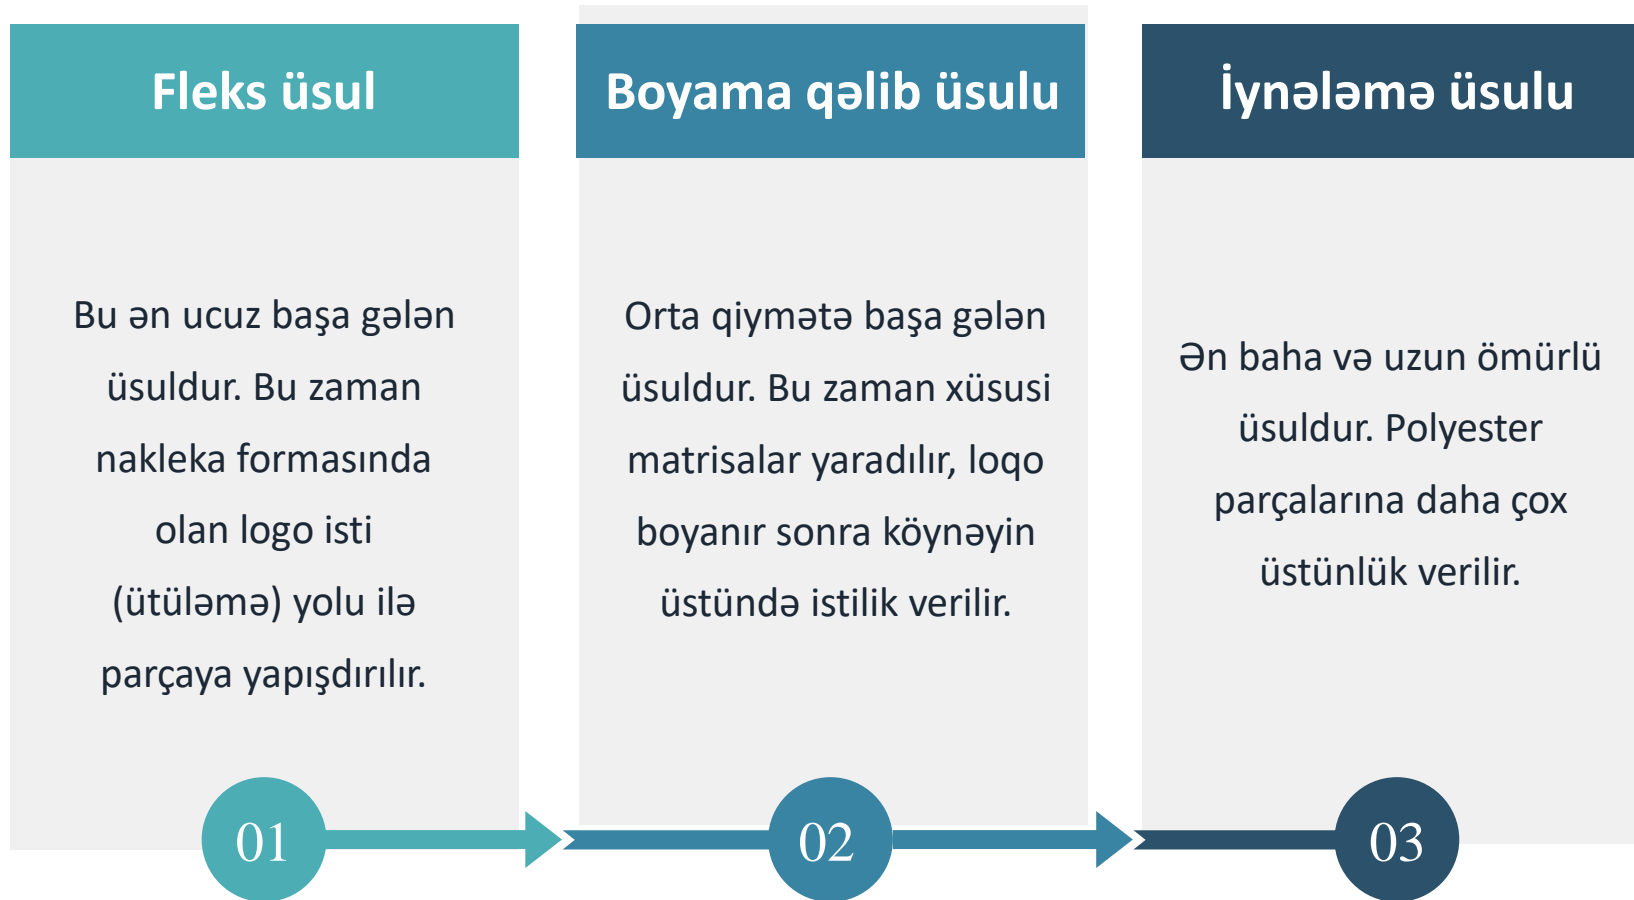 Fleks üsul
Bu ən ucuz başa gələn
üsuldur. Bu zaman
nakleka formasında
olan logo isti
(ütüləmə) yolu ilə
parçaya yapışdırılır.
01
Boyama qəlib üsulu
Orta qiymətə başa gələn
üsuldur. Bu zaman xüsusi
matrisalar yaradılır, loqo
boyanır sonra köynəyin
üstündə istilik verilir.
02
İynələmə üsulu
Ən baha və uzun ömürlü
üsuldur. Polyester
parçalarına daha çox
üstünlük verilir.
03